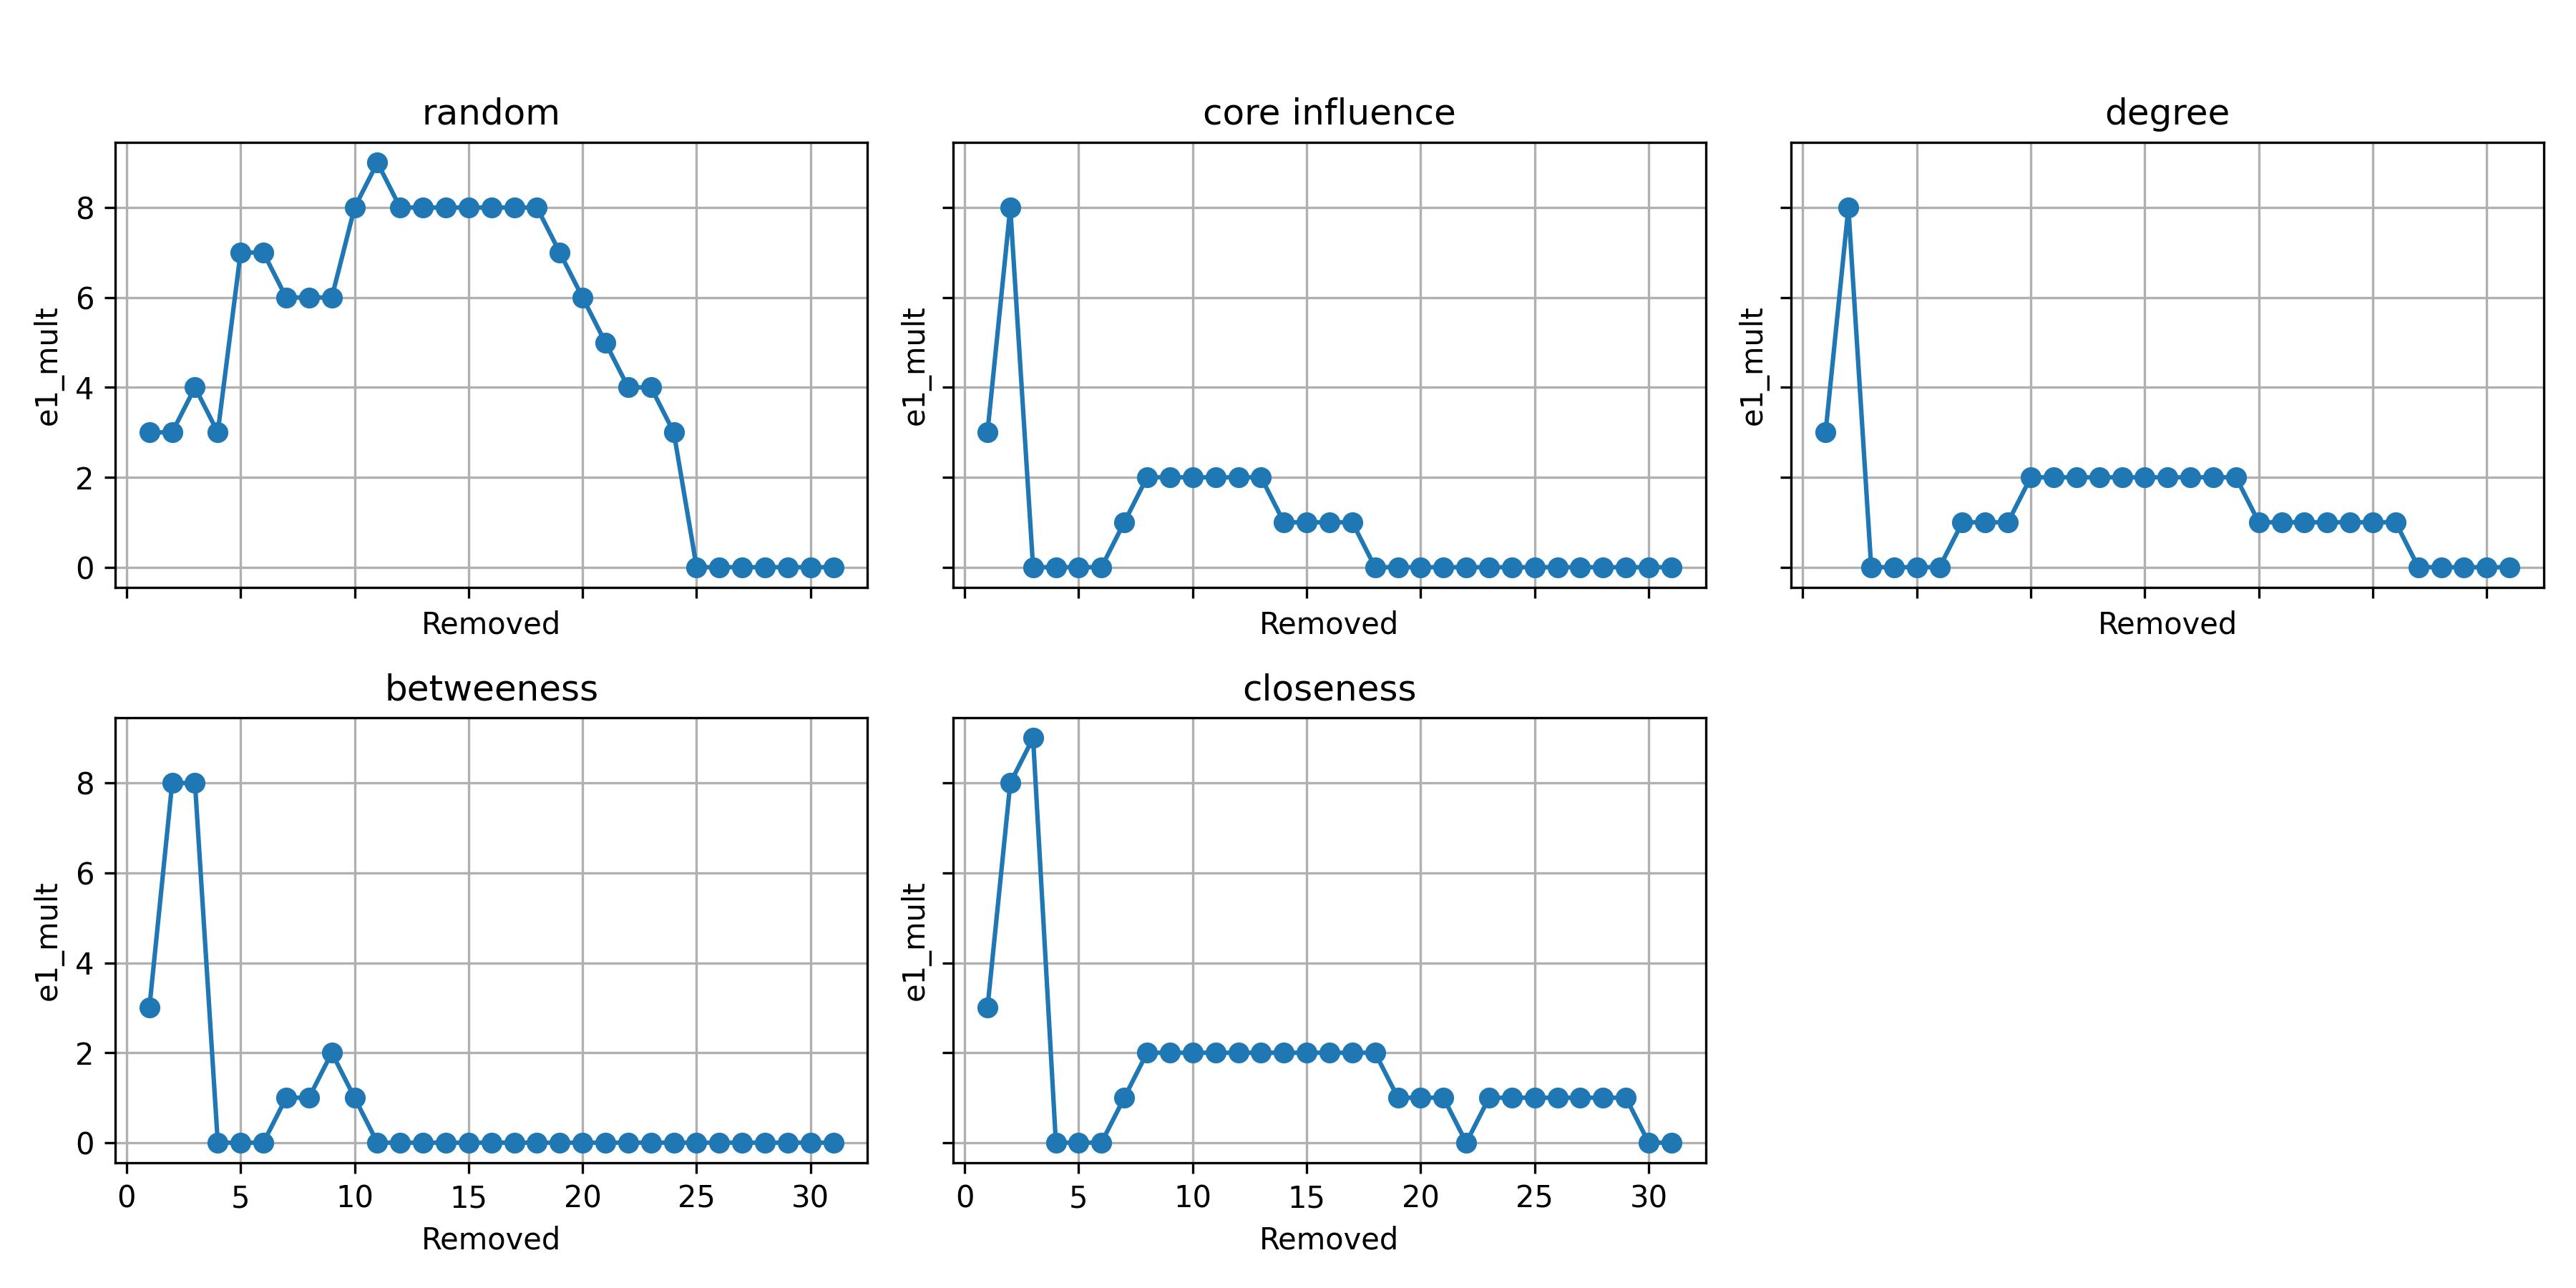 random
core influence
degree
e1_mult
8
6
4
2
0
Removed
e1_mult
Removed
e1_mult
Removed
betweeness
closeness
e1_mult
8
6
4
2
0
0 5 10 15 20 25 30
Removed
e1_mult
0 5 10 15 20 25 30
Removed